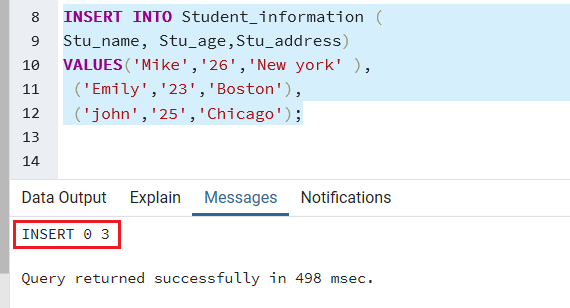 8 INSERT INTO Student_information (
9 Stu_name, Stu_age,Stu_address)
10 VALUES('Mike','26','New york' ),
11 ('Emily','23','Boston'),
12 ('john','25','Chicago');
13
14
Data Output Explain Messages Notifications
INSERT 0 3
Query returned successfully in 498 msec.